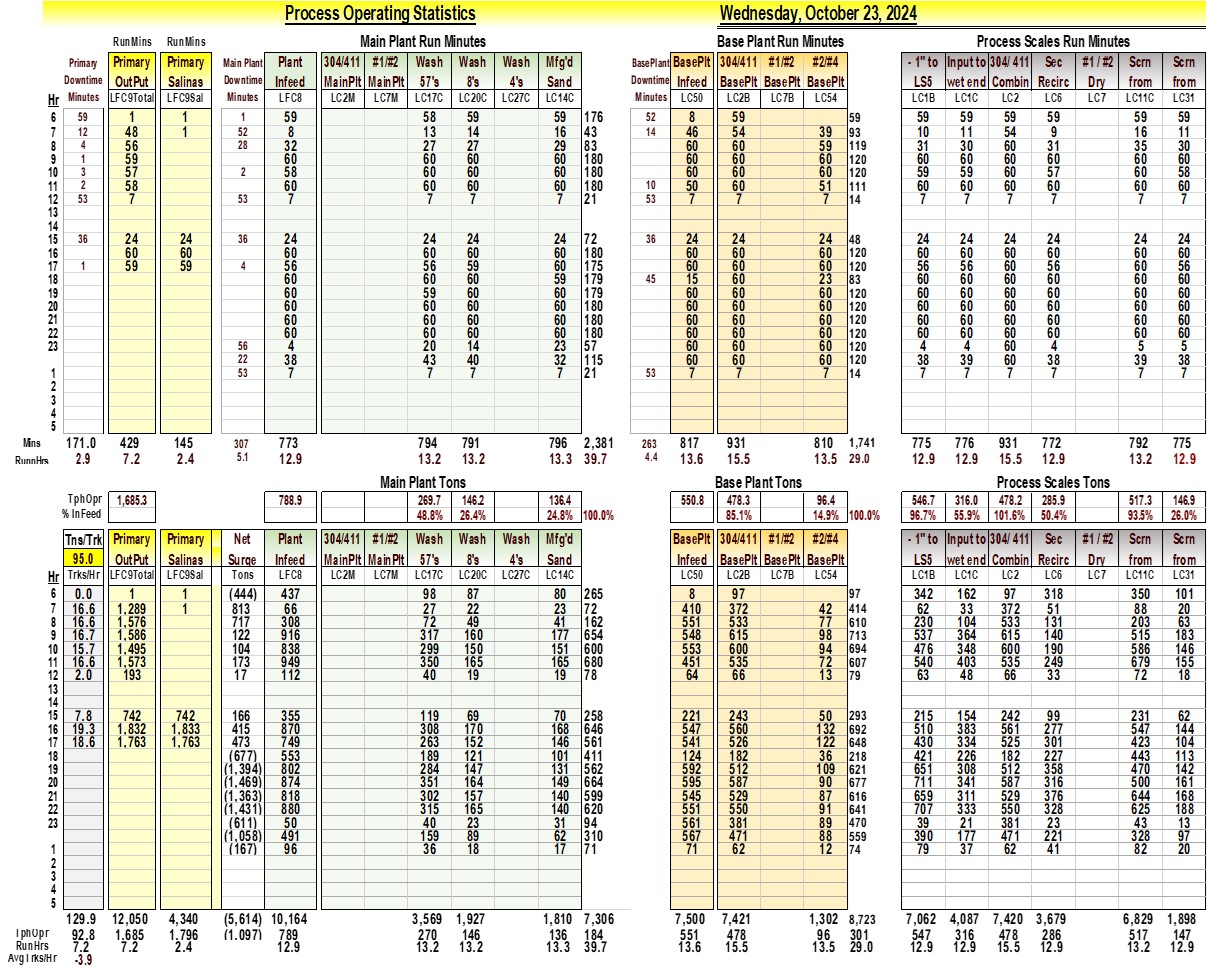 Process Operating Statistics Wednesday, October 23, 2024
RunMins RunMins Main Plant Run Minutes Base Plant Run Minutes Process Scales Run Minutes
Primary Primary Primary Main Plant Plant 304/411 #1/#2 Wash Wash Wash Mfg'd BasePlant BasePlt 304/411 #1/#2 #2/#4 - 1" to Input to 304/ 411 Sec #1 / #2 Scrn Scrn
Downtime OutPut Salinas Downtime Infeed MainPlt MainPlt 57's 8's 4's Sand Downtime Infeed BasePlt BasePlt BasePlt LS5 wet end Combin Recirc Dry from from
Hr Minutes LFC9Total LFC9Sal Minutes LFC8 LC2M LC7M LC17C LC20C LC27C LC14C Minutes LC50 LC2B LC7B LC54 LC1B LC1C LC2 LC6 LC7 LC11C LC31
6 59 1 1 1 59 58 59 59 176 52 8 59 59 59 59 59 59 59 59
7 12 48 1 52 8 13 14 16 43 14 46 54 39 93 10 11 54 9 16 11
8 4 56 28 32 27 27 29 83 60 60 59 119 31 30 60 31 35 30
9 1 59 60 60 60 60 180 60 60 60 120 60 60 60 60 60 60
10 3 57 2 58 60 60 60 180 60 60 60 120 59 59 60 57 60 58
11 2 58 60 60 60 60 180 10 50 60 51 111 60 60 60 60 60 60
12 53 7 53 7 7 7 7 21 53 7 7 7 14 7 7 7 7 7 7
13
14
15 36 24 24 36 24 24 24 24 72 36 24 24 24 48 24 24 24 24 24 24
16 60 60 60 60 60 60 180 60 60 60 120 60 60 60 60 60 60
17 1 59 59 4 56 56 59 60 175 60 60 60 120 56 56 60 56 60 56
18 60 60 60 59 179 45 15 60 23 83 60 60 60 60 60 60
19 60 59 60 60 179 60 60 60 120 60 60 60 60 60 60
20 60 60 60 60 180 60 60 60 120 60 60 60 60 60 60
21 60 60 60 60 180 60 60 60 120 60 60 60 60 60 60
22 60 60 60 60 180 60 60 60 120 60 60 60 60 60 60
23 56 4 20 14 23 57 60 60 60 120 4 4 60 4 5 5
22 38 43 40 32 115 60 60 60 120 38 39 60 38 39 38
1 53 7 7 7 7 21 53 7 7 7 14 7 7 7 7 7 7
2
3
4
5
Mins 171.0 429 145 307 773 794 791 796 2,381 263 817 931 810 1,741 775 776 931 772 792 775
RunnHrs 2.9 7.2 2.4 5.1 12.9 13.2 13.2 13.3 39.7 4.4 13.6 15.5 13.5 29.0 12.9 12.9 15.5 12.9 13.2 12.9
Main Plant Tons Base Plant Tons Process Scales Tons
TphOpr 1,685.3 788.9 269.7 146.2 136.4 550.8 478.3 96.4 546.7 316.0 478.2 285.9 517.3 146.9
% InFeed 48.8% 26.4% 24.8% 100.0% 85.1% 14.9% 100.0% 96.7% 55.9% 101.6% 50.4% 93.5% 26.0%
Tns/Trk Primary Primary Net Plant 304/411 #1/#2 Wash Wash Wash Mfg'd BasePlt 304/411 #1/#2 #2/#4 - 1" to Input to 304/ 411 Sec #1 / #2 Scrn Scrn
95.0 OutPut Salinas Surge Infeed MainPlt MainPlt 57's 8's 4's Sand Infeed BasePlt BasePlt BasePlt LS5 wet end Combin Recirc Dry from from
Hr Trks/Hr LFC9Total LFC9Sal Tons LFC8 LC2M LC7M LC17C LC20C LC27C LC14C LC50 LC2B LC7B LC54 LC1B LC1C LC2 LC6 LC7 LC11C LC31
6 0.0 1 1 (444) 437 98 87 80 265 8 97 97 342 162 97 318 350 101
7 16.6 1,289 1 813 66 27 22 23 72 410 372 42 414 62 33 372 51 88 20
8 16.6 1,576 717 308 72 49 41 162 551 533 77 610 230 104 533 131 203 63
9 16.7 1,586 122 916 317 160 177 654 548 615 98 713 537 364 615 140 515 183
10 15.7 1,495 104 838 299 150 151 600 553 600 94 694 476 348 600 190 586 146
11 16.6 1,573 173 949 350 165 165 680 451 535 72 607 540 403 535 249 679 155
12 2.0 193 17 112 40 19 19 78 64 66 13 79 63 48 66 33 72 18
13
14
15 7.8 742 742 166 355 119 69 70 258 221 243 50 293 215 154 242 99 231 62
16 19.3 1,832 1,833 415 870 308 170 168 646 547 560 132 692 510 383 561 277 547 144
17 18.6 1,763 1,763 473 749 263 152 146 561 541 526 122 648 430 334 525 301 423 104
18 (677) 553 189 121 101 411 124 182 36 218 421 226 182 227 443 113
19 (1,394) 802 284 147 131 562 592 512 109 621 651 308 512 358 470 142
20 (1,469) 874 351 164 149 664 595 587 90 677 711 341 587 316 500 161
21 (1,363) 818 302 157 140 599 545 529 87 616 659 311 529 376 644 168
22 (1,431) 880 315 165 140 620 551 550 91 641 707 333 550 328 625 188
23 (611) 50 40 23 31 94 561 381 89 470 39 21 381 23 43 13
(1,058) 491 159 89 62 310 567 471 88 559 390 177 471 221 328 97
1 (167) 96 36 18 17 71 71 62 12 74 79 37 62 41 82 20
2
3
4
5
129.9 12,050 4,340 (5,614) 10,164 3,569 1,927 1,810 7,306 7,500 7,421 1,302 8,723 7,062 4,087 7,420 3,679 6,829 1,898
TphOpr 92.8 1,685 1,796 (1.097) 789 270 146 136 184 551 478 96 301 547 316 478 286 517 147
RunHrs 7.2 7.2 2.4 12.9 13.2 13.2 13.3 39.7 13.6 15.5 13.5 29.0 12.9 12.9 15.5 12.9 13.2 12.9
AvgTrks/Hr -3.9